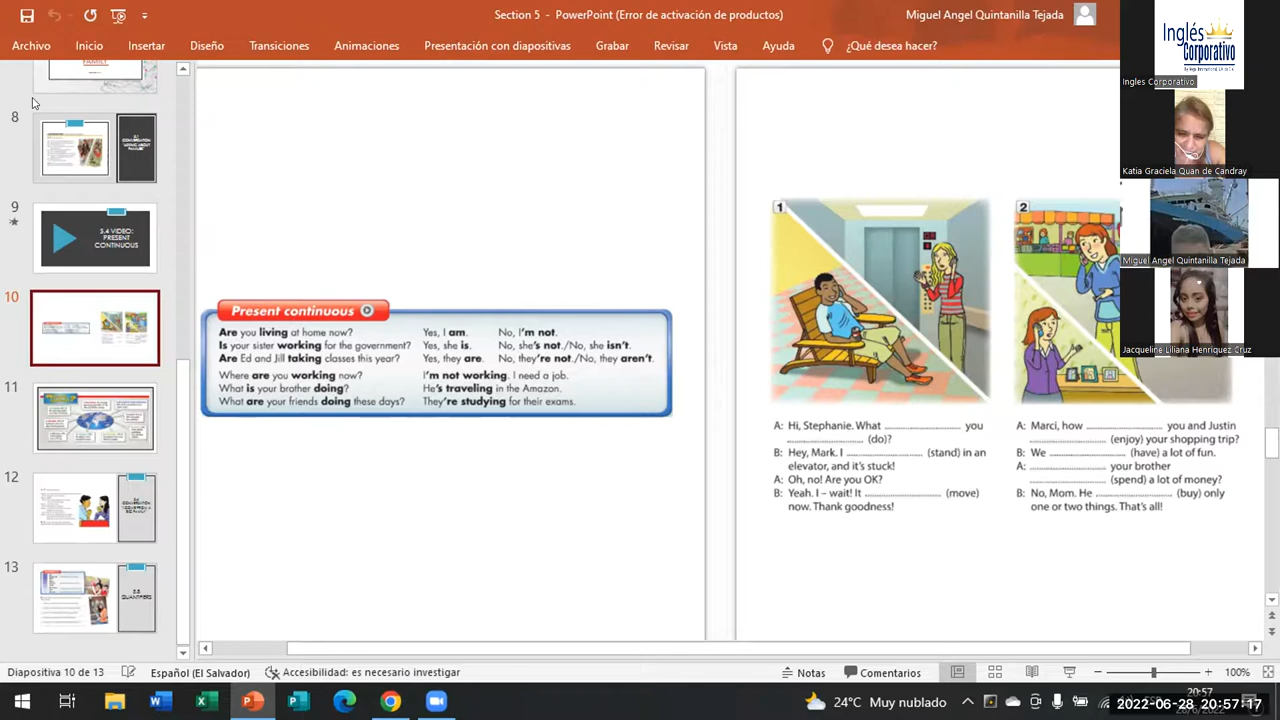 Section 5 - PowerPoint (Error de activación de productos)
Miguel Angel Quintanilla Tejada
Archivo Inicio Insertar Diseño Transiciones Animaciones Presentación con diapositivas Grabar Revisar Vista Ayuda ¿Qué desea hacer?
Inglés
Corporativo
Ingles Corporativo
Katia Graciela Quan de Candray
Miguel Angel Quintanilla Tejada
Jacqueline Liliana Henriquez Cruz
FAMILY
8
9
5.4 VIDEO:
PRESENT
CONTINUOUS
10
11
12
13
QUANTIFIERS
Present continuous
Are you living at home now? Yes, I am. No, I'm not.
Is your sister working for the government? Yes, she is. No, she's not./No, she isn't.
Are Ed and Jill taking classes this year? Yes, they are. No, they're not./No, they aren't.
Where are you working now? I'm not working. I need a job.
What is your brother doing? He's traveling in the Amazon.
What are your friends doing these days? They're studying for their exams.
1
A: Hi, Stephanie. What ........................ you
........................ (do)?
B: Hey, Mark. I ........................ (stand) in an
elevator, and it's stuck!
A: Oh, no! Are you OK?
B: Yeah. I – wait! It ........................ (move)
now. Thank goodness!
2
A: Marci, how ........................ you and Justin
........................ (enjoy) your shopping trip?
B: We ........................ (have) a lot of fun.
A: ........................ your brother
........................ (spend) a lot of money?
B: No, Mom. He ........................ (buy) only
one or two things. That's all!
Diapositiva 10 de 13 Español (El Salvador) Accesibilidad: es necesario investigar Notas Comentarios 100%
24°C Muy nublado
20:57
2022-06-28 20:57:17